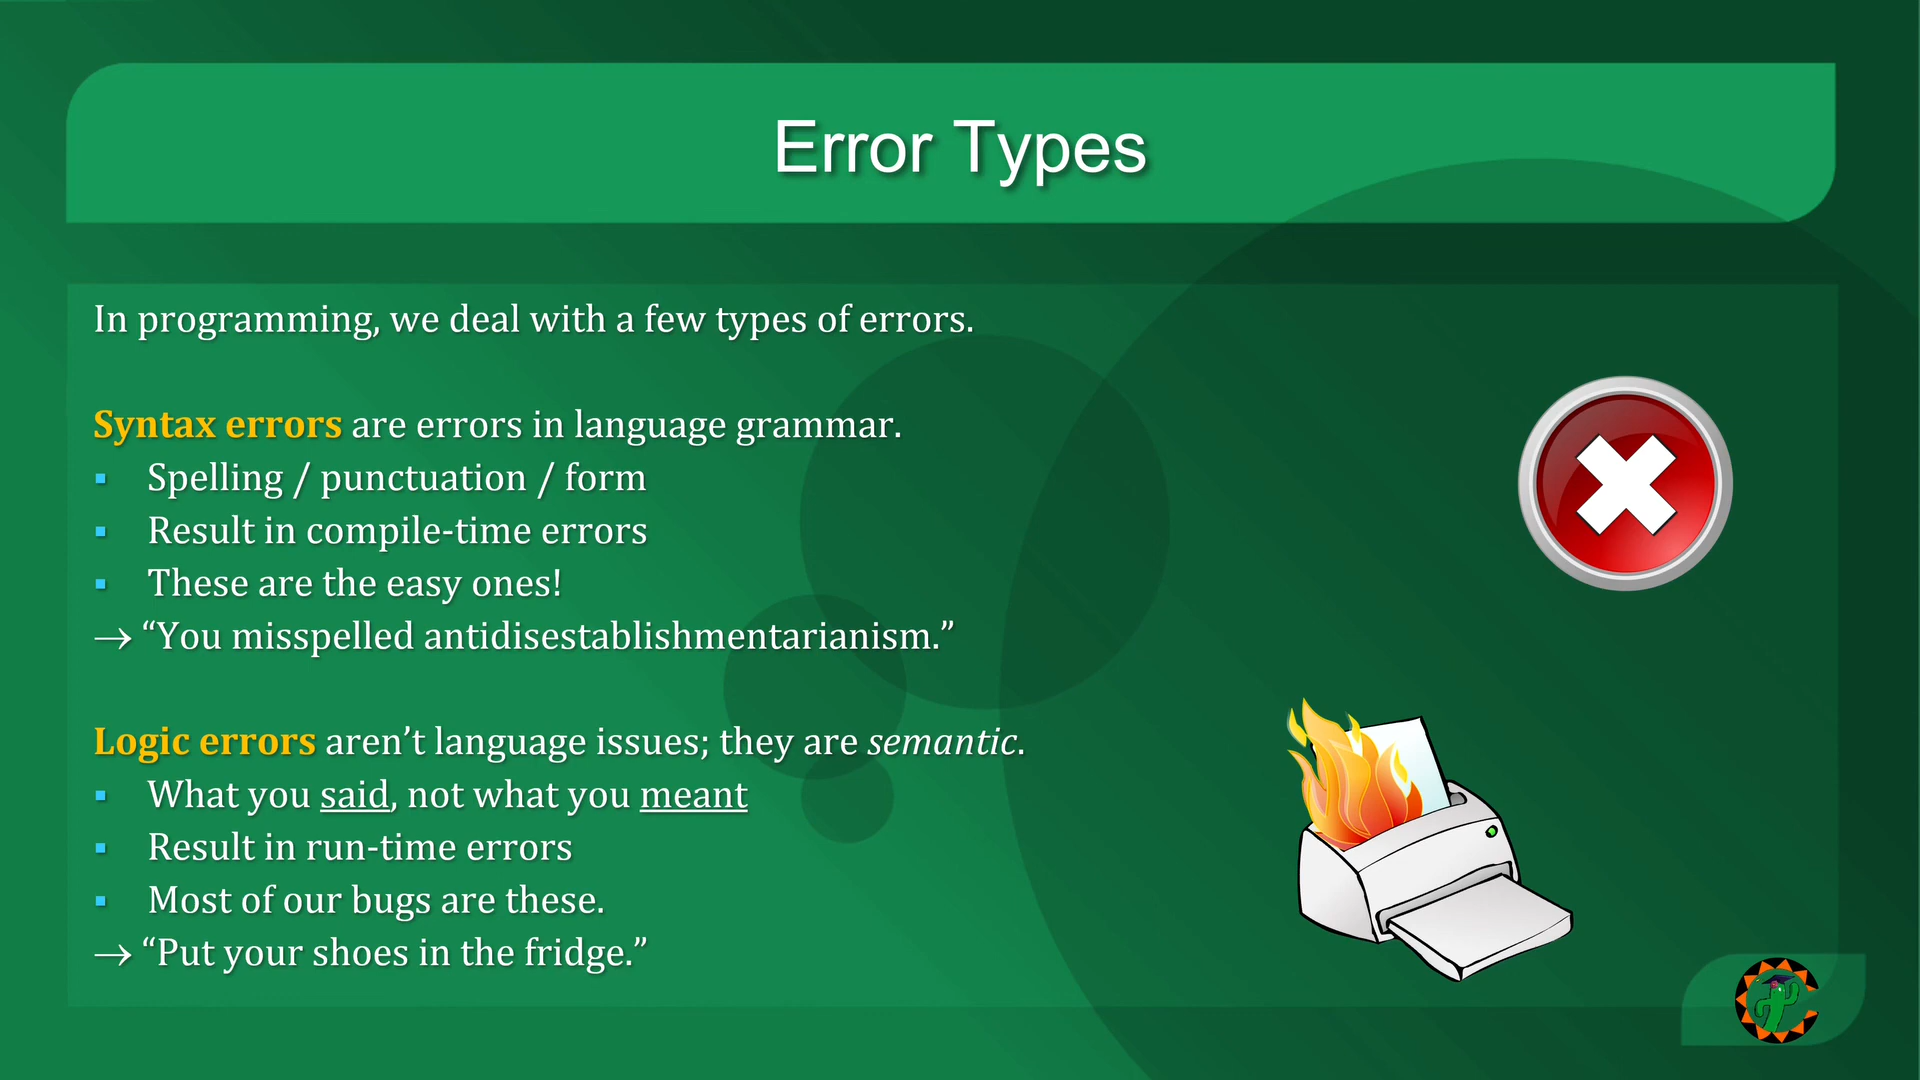 Error Types
In programming, we deal with a few types of errors.
Syntax errors are errors in language grammar.
▪ Spelling / punctuation / form
▪ Result in compile-time errors
▪ These are the easy ones!
→ “You misspelled antidisestablishmentarianism.”
Logic errors aren’t language issues; they are semantic.
▪ What you said, not what you meant
▪ Result in run-time errors
▪ Most of our bugs are these.
→ “Put your shoes in the fridge.”